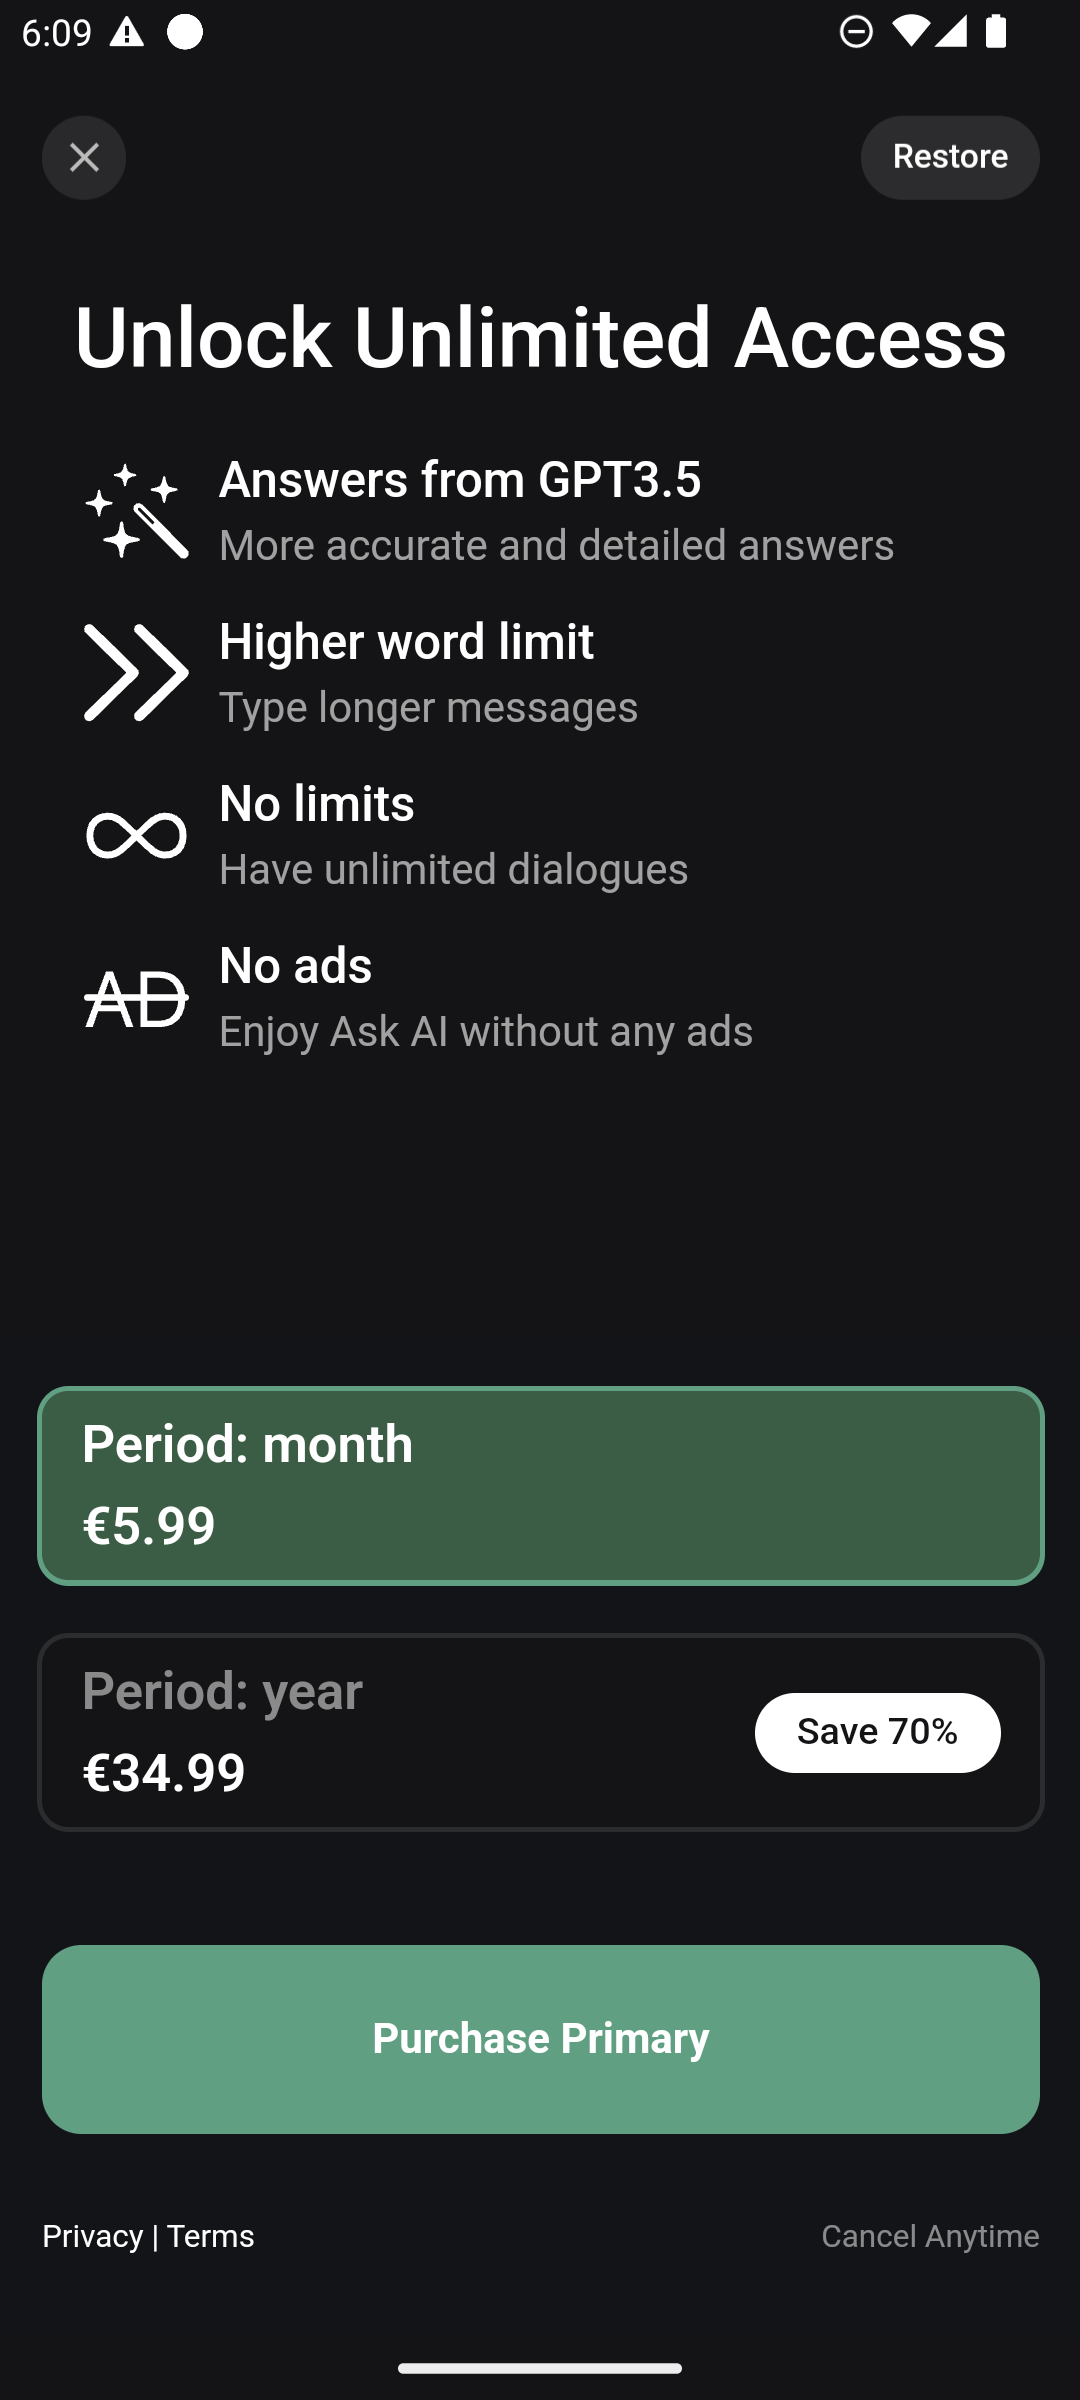 6:09
Restore
Unlock Unlimited Access
Answers from GPT3.5
More accurate and detailed answers
Higher word limit
Type longer messages
No limits
Have unlimited dialogues
AD
No ads
Enjoy Ask AI without any ads
Period: month
€5.99
Period: year
€34.99
Save 70%
Purchase Primary
Privacy | Terms
Cancel Anytime